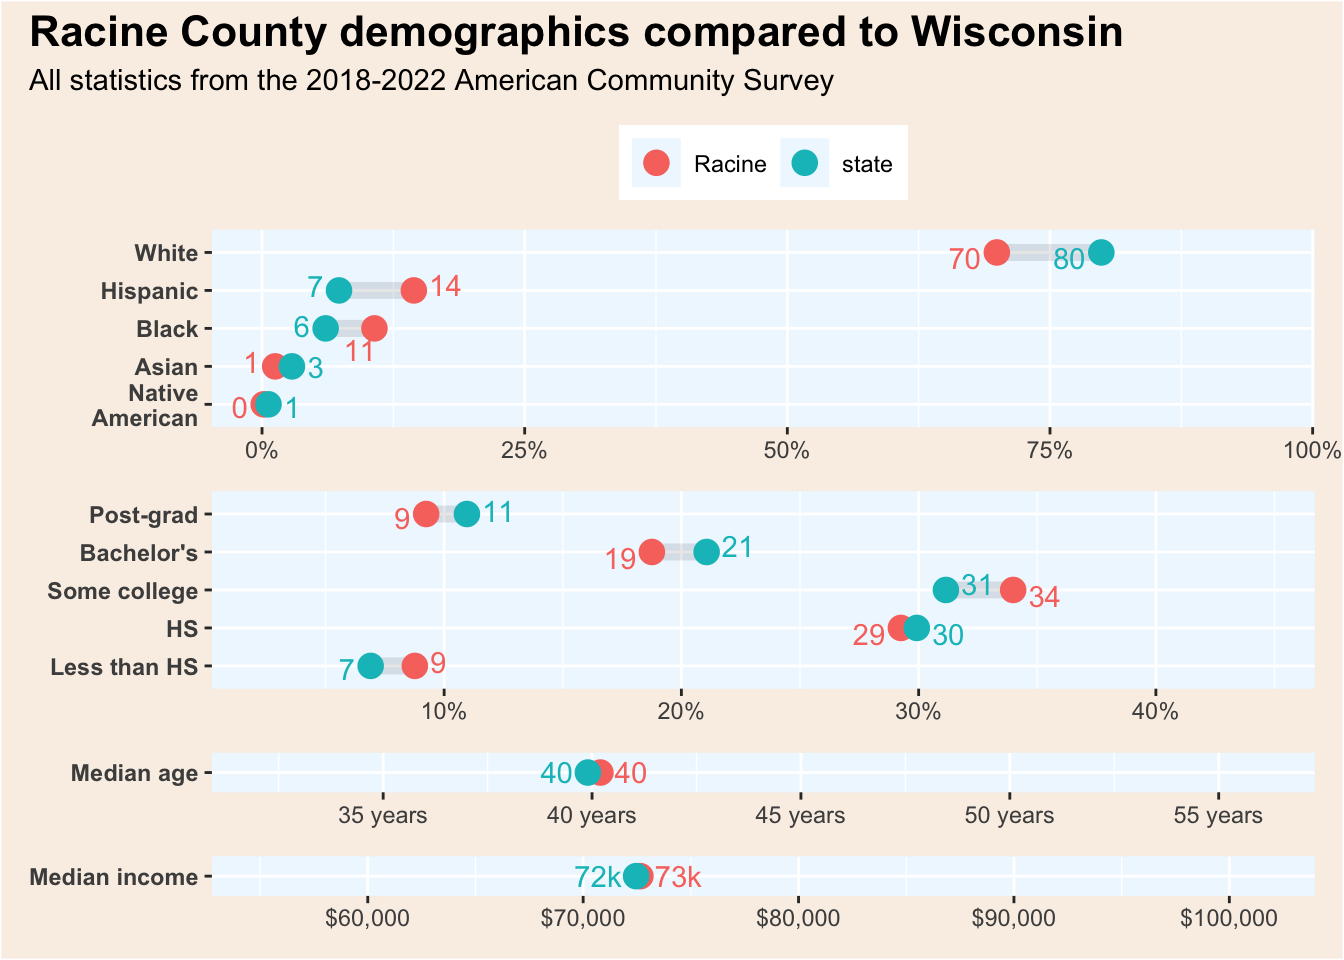 Racine County demographics compared to Wisconsin
All statistics from the 2018-2022 American Community Survey
Racine state
White 70 80
Hispanic 7 14
Black 6 11
Asian 1 3
Native
American 0 1
0% 25% 50% 75% 100%
Post-grad 9 11
Bachelor's 19 21
Some college 31 34
HS 29 30
Less than HS 7 9
10% 20% 30% 40%
Median age 40 40
35 years 40 years 45 years 50 years 55 years
Median income 72k 73k
$60,000 $70,000 $80,000 $90,000 $100,000